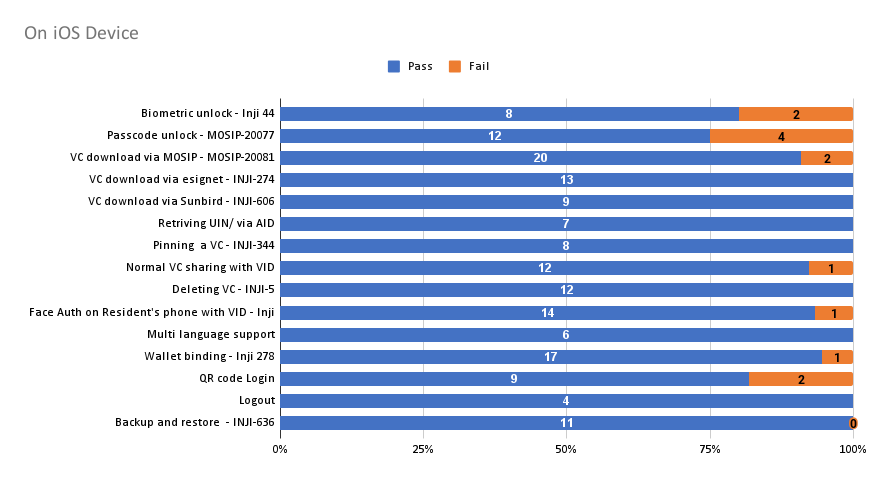 On iOS Device
Pass Fail
Biometric unlock - Inji 44 8 2
Passcode unlock - MOSIP-20077 12 4
VC download via MOSIP - MOSIP-20081 20 2
VC download via esignet - INJI-274 13
VC download via Sunbird - INJI-606 9
Retriving UIN/ via AID 7
Pinning a VC - INJI-344 8
Normal VC sharing with VID 12 1
Deleting VC - INJI-5 12
Face Auth on Resident's phone with VID - Inji 14 1
Multi language support 6
Wallet binding - Inji 278 17 1
QR code Login 9 2
Logout 4
Backup and restore - INJI-636 11 0
0% 25% 50% 75% 100%